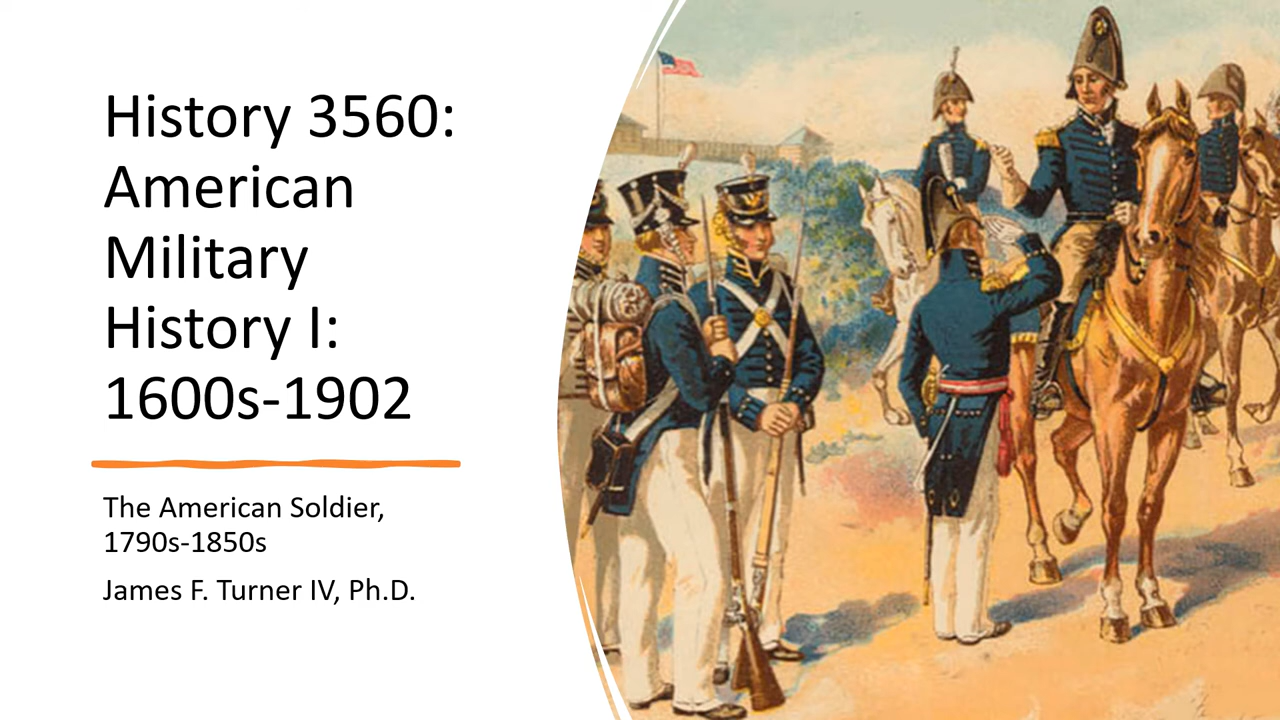 History 3560:
American
Military
History I:
1600s-1902
The American Soldier,
1790s-1850s
James F. Turner IV, Ph.D.